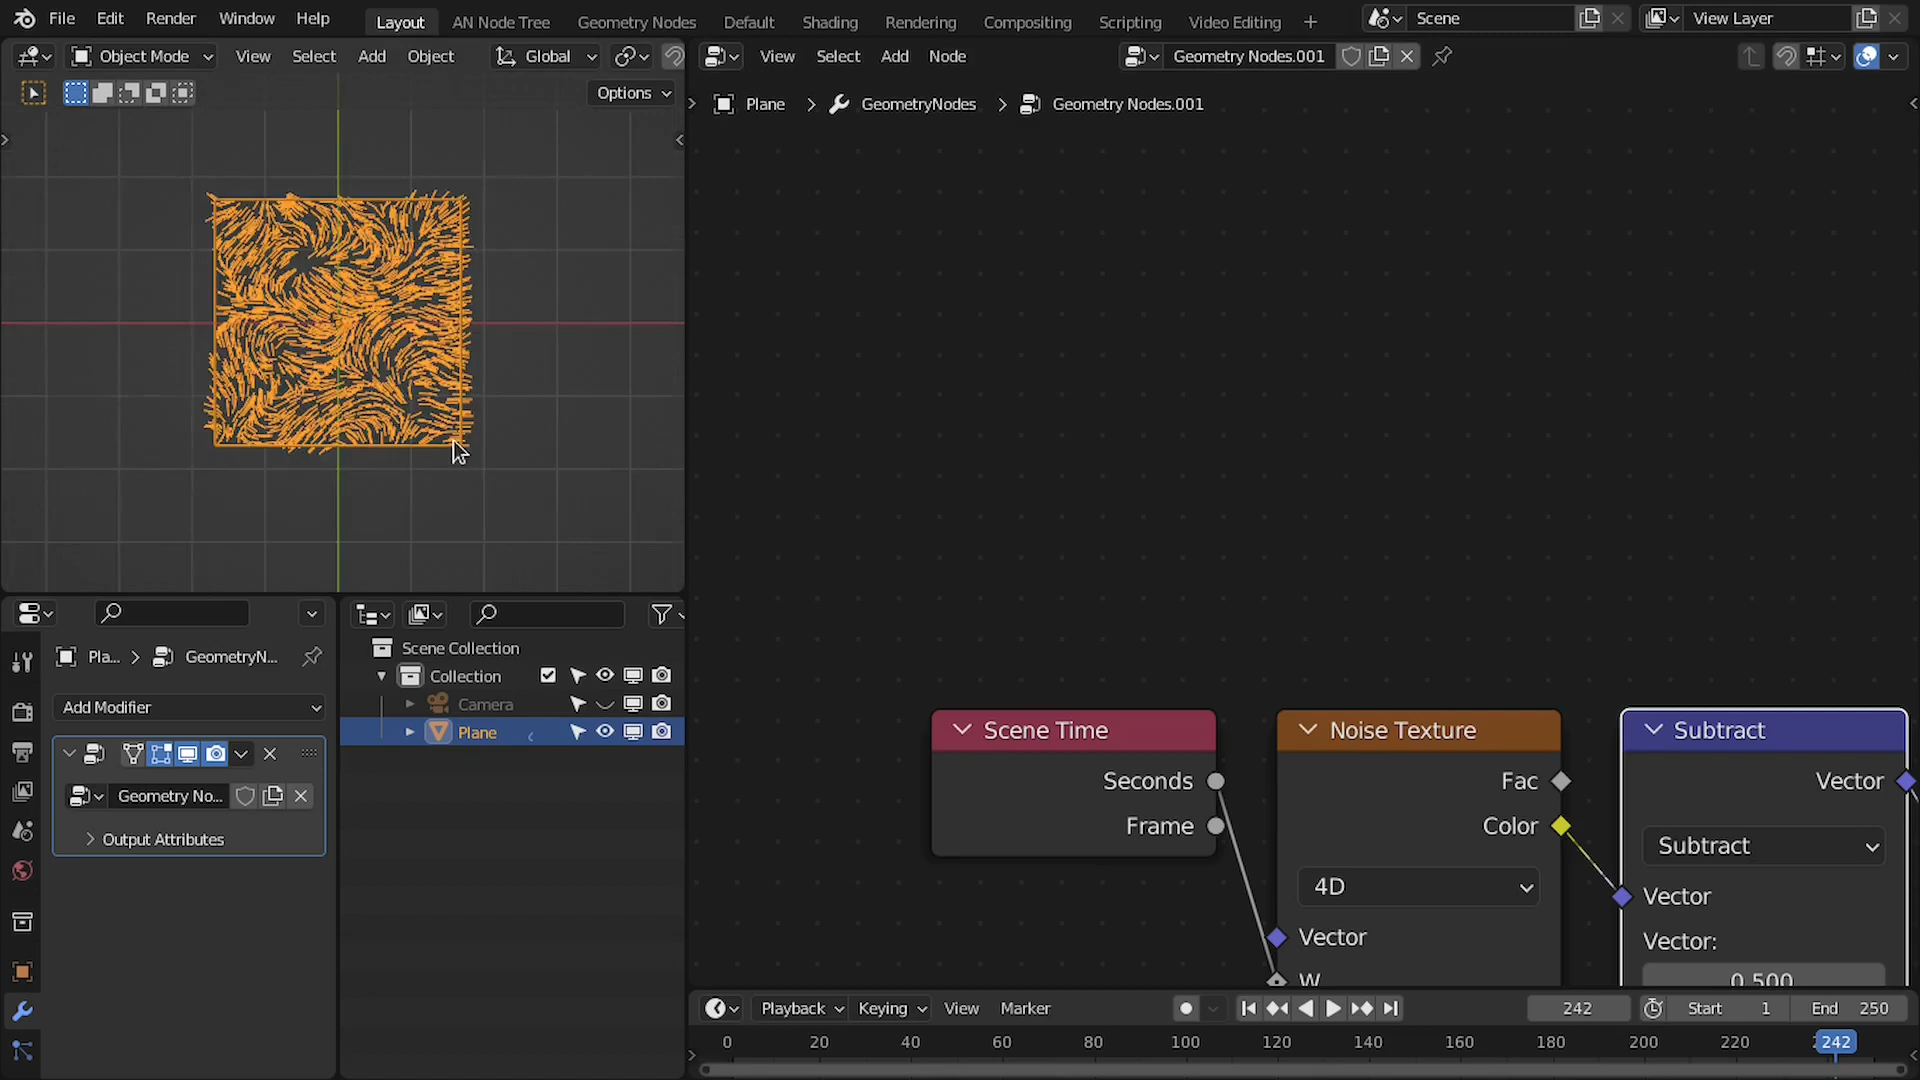 File Edit Render Window Help Layout AN Node Tree Geometry Nodes Default Shading Rendering Compositing Scripting Video Editing + Scene View Layer
Object Mode View Select Add Object Global View Select Add Node Geometry Nodes.001
Options
Plane GeometryNodes Geometry Nodes.001
Scene Collection
Pla... GeometryN...
Collection
Camera
Add Modifier
Plane
Geometry No...
Output Attributes
Scene Time
Seconds
Frame
Noise Texture
Fac
Color
4D
Vector
W
Subtract
Vector
Subtract
Vector
Vector:
0.500
Playback Keying View Marker 242 Start 1 End 250
0 20 40 60 80 100 120 140 160 180 200 220 242